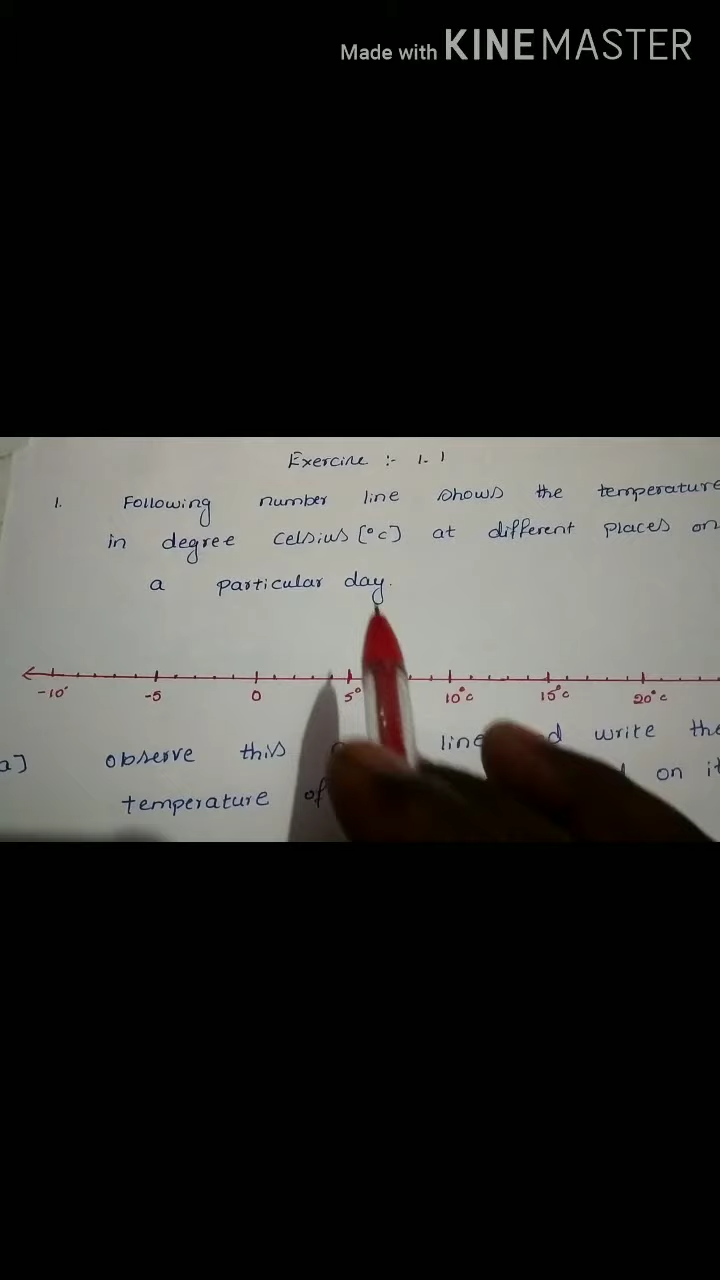 Made with KINEMASTER
Exercise :- 1.1
1. Following number line shows the temperature
in degree celsius [°c] at different places on
a particular day.
-10° -5 0 5° 10°c 15°c 20°c
a] observe this line write the
temperature of on it